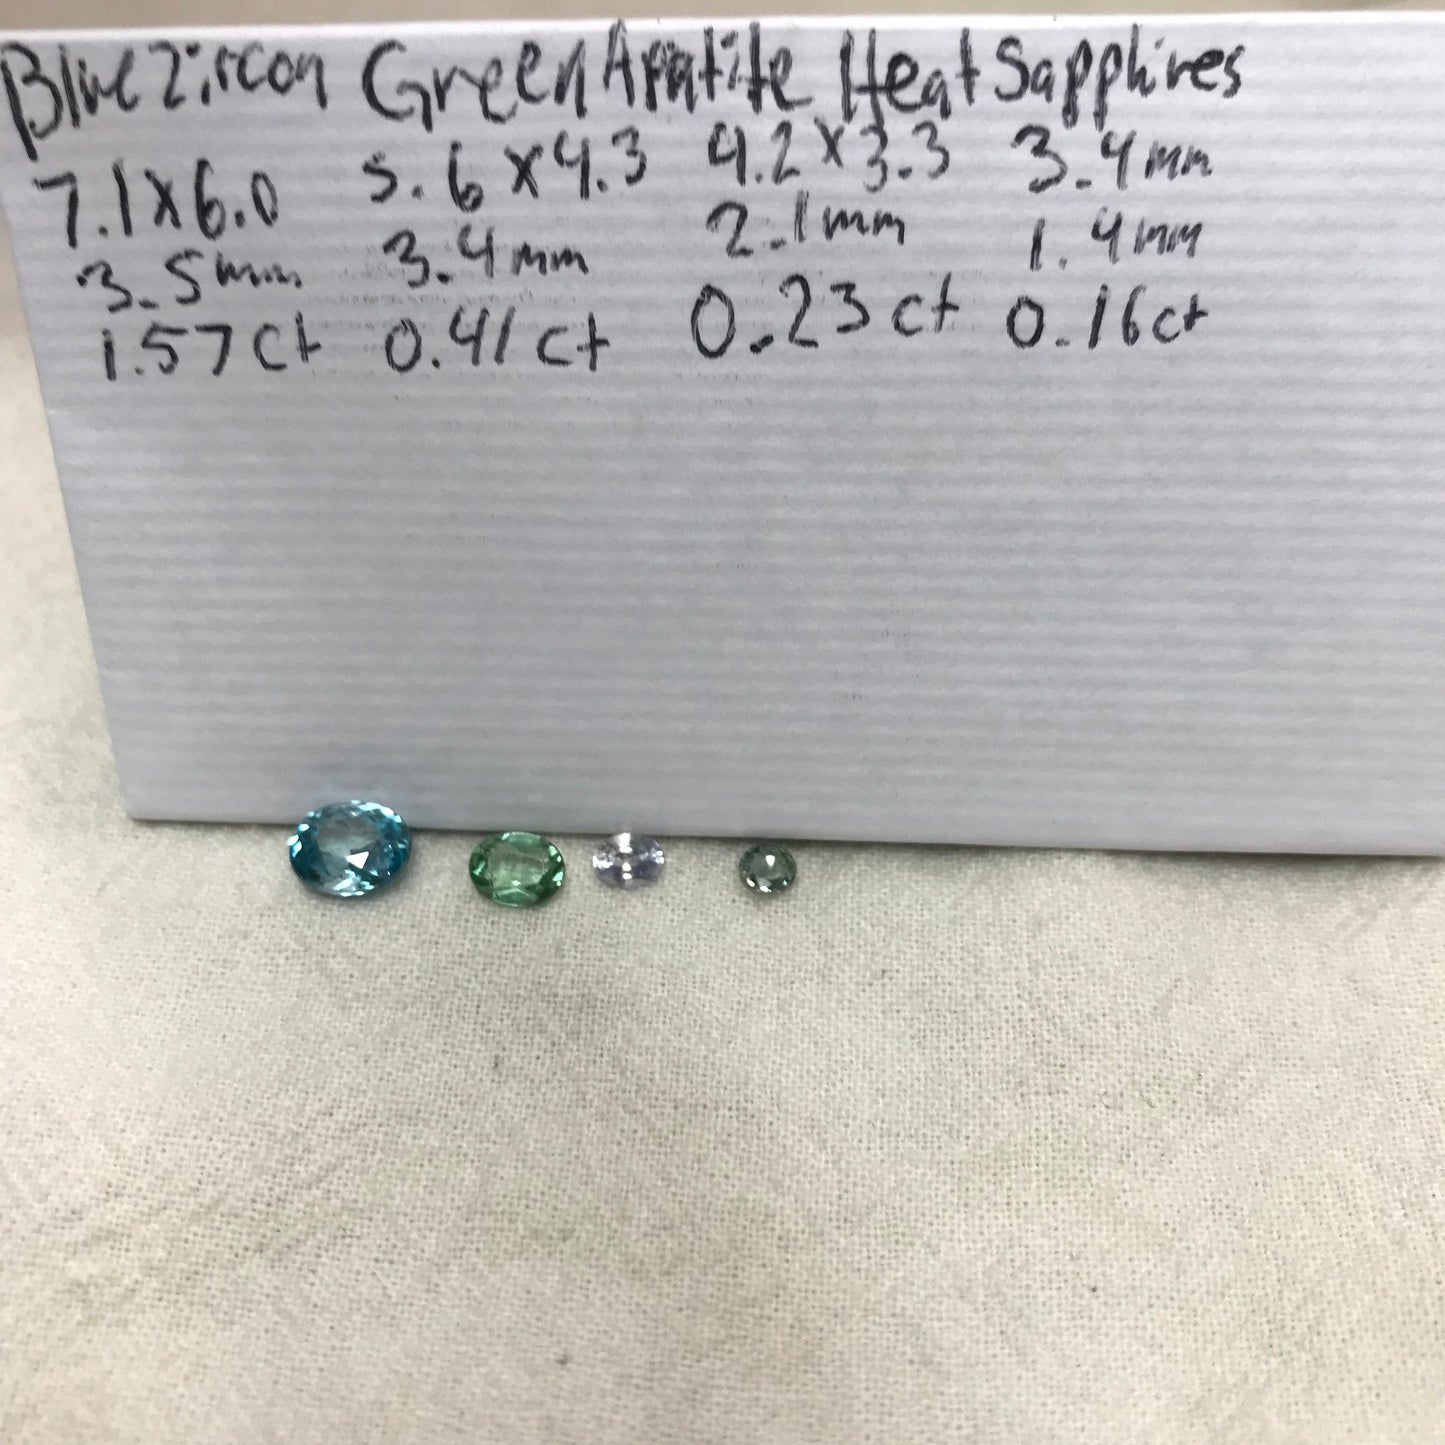 Blue Zircon Green Apatite Heat Sapphires
7.1x6.0 5.6x4.3 4.2x3.3 3.4mm
3.5mm 3.4mm 2.1mm 1.4mm
1.57ct 0.41ct 0.23ct 0.16ct